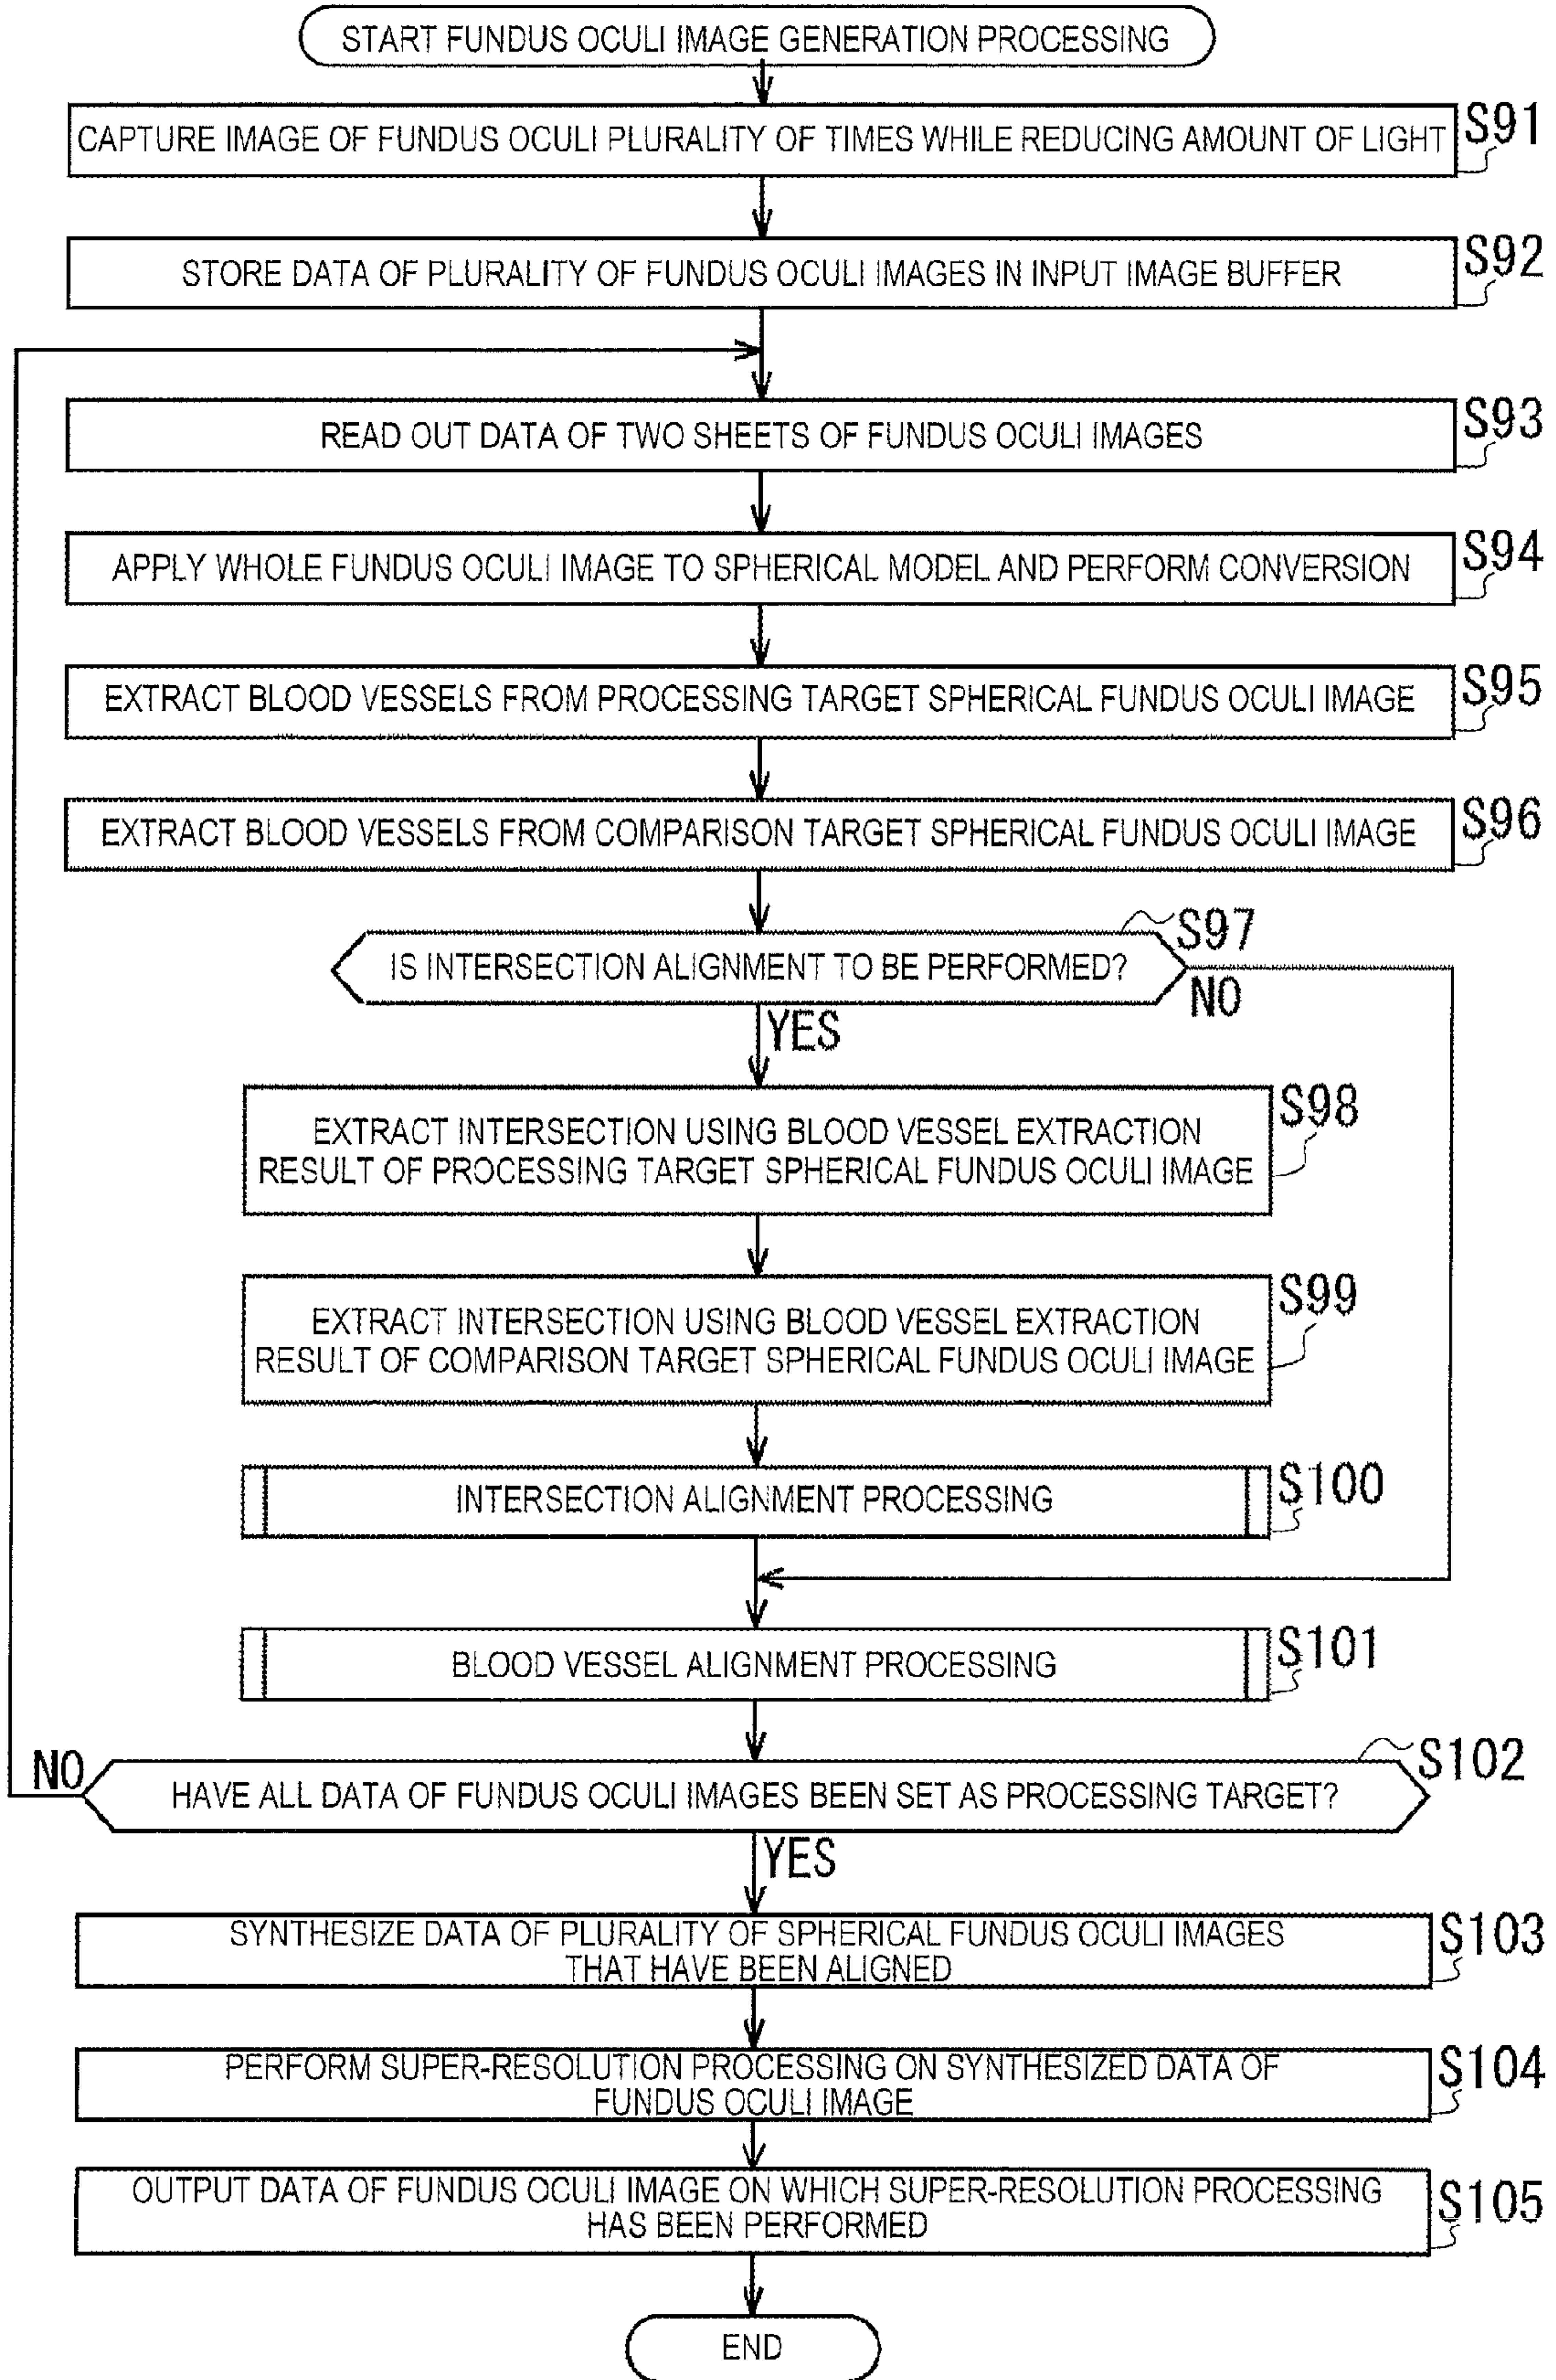 START FUNDUS OCULI IMAGE GENERATION PROCESSING
CAPTURE IMAGE OF FUNDUS OCULI PLURALITY OF TIMES WHILE REDUCING AMOUNT OF LIGHT
S91
STORE DATA OF PLURALITY OF FUNDUS OCULI IMAGES IN INPUT IMAGE BUFFER
S92
READ OUT DATA OF TWO SHEETS OF FUNDUS OCULI IMAGES
S93
APPLY WHOLE FUNDUS OCULI IMAGE TO SPHERICAL MODEL AND PERFORM CONVERSION
S94
EXTRACT BLOOD VESSELS FROM PROCESSING TARGET SPHERICAL FUNDUS OCULI IMAGE
S95
EXTRACT BLOOD VESSELS FROM COMPARISON TARGET SPHERICAL FUNDUS OCULI IMAGE
S96
S97
IS INTERSECTION ALIGNMENT TO BE PERFORMED?
NO
YES
S98
EXTRACT INTERSECTION USING BLOOD VESSEL EXTRACTION
RESULT OF PROCESSING TARGET SPHERICAL FUNDUS OCULI IMAGE
S99
EXTRACT INTERSECTION USING BLOOD VESSEL EXTRACTION
RESULT OF COMPARISON TARGET SPHERICAL FUNDUS OCULI IMAGE
INTERSECTION ALIGNMENT PROCESSING
S100
BLOOD VESSEL ALIGNMENT PROCESSING
S101
S102
NO
HAVE ALL DATA OF FUNDUS OCULI IMAGES BEEN SET AS PROCESSING TARGET?
YES
SYNTHESIZE DATA OF PLURALITY OF SPHERICAL FUNDUS OCULI IMAGES
THAT HAVE BEEN ALIGNED
S103
PERFORM SUPER-RESOLUTION PROCESSING ON SYNTHESIZED DATA OF
FUNDUS OCULI IMAGE
S104
OUTPUT DATA OF FUNDUS OCULI IMAGE ON WHICH SUPER-RESOLUTION PROCESSING
HAS BEEN PERFORMED
S105
END